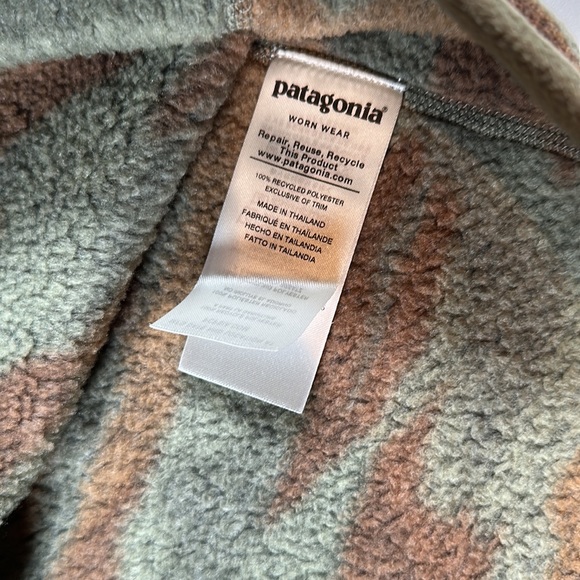 patagonia®
WORN WEAR
Repair, Reuse, Recycle
This Product
www.patagonia.com
100% RECYCLED POLYESTER
EXCLUSIVE OF TRIM
MADE IN THAILAND
FABRIQUÉ EN THAÏLANDE
HECHO EN TAILANDIA
FATTO IN TAILANDIA